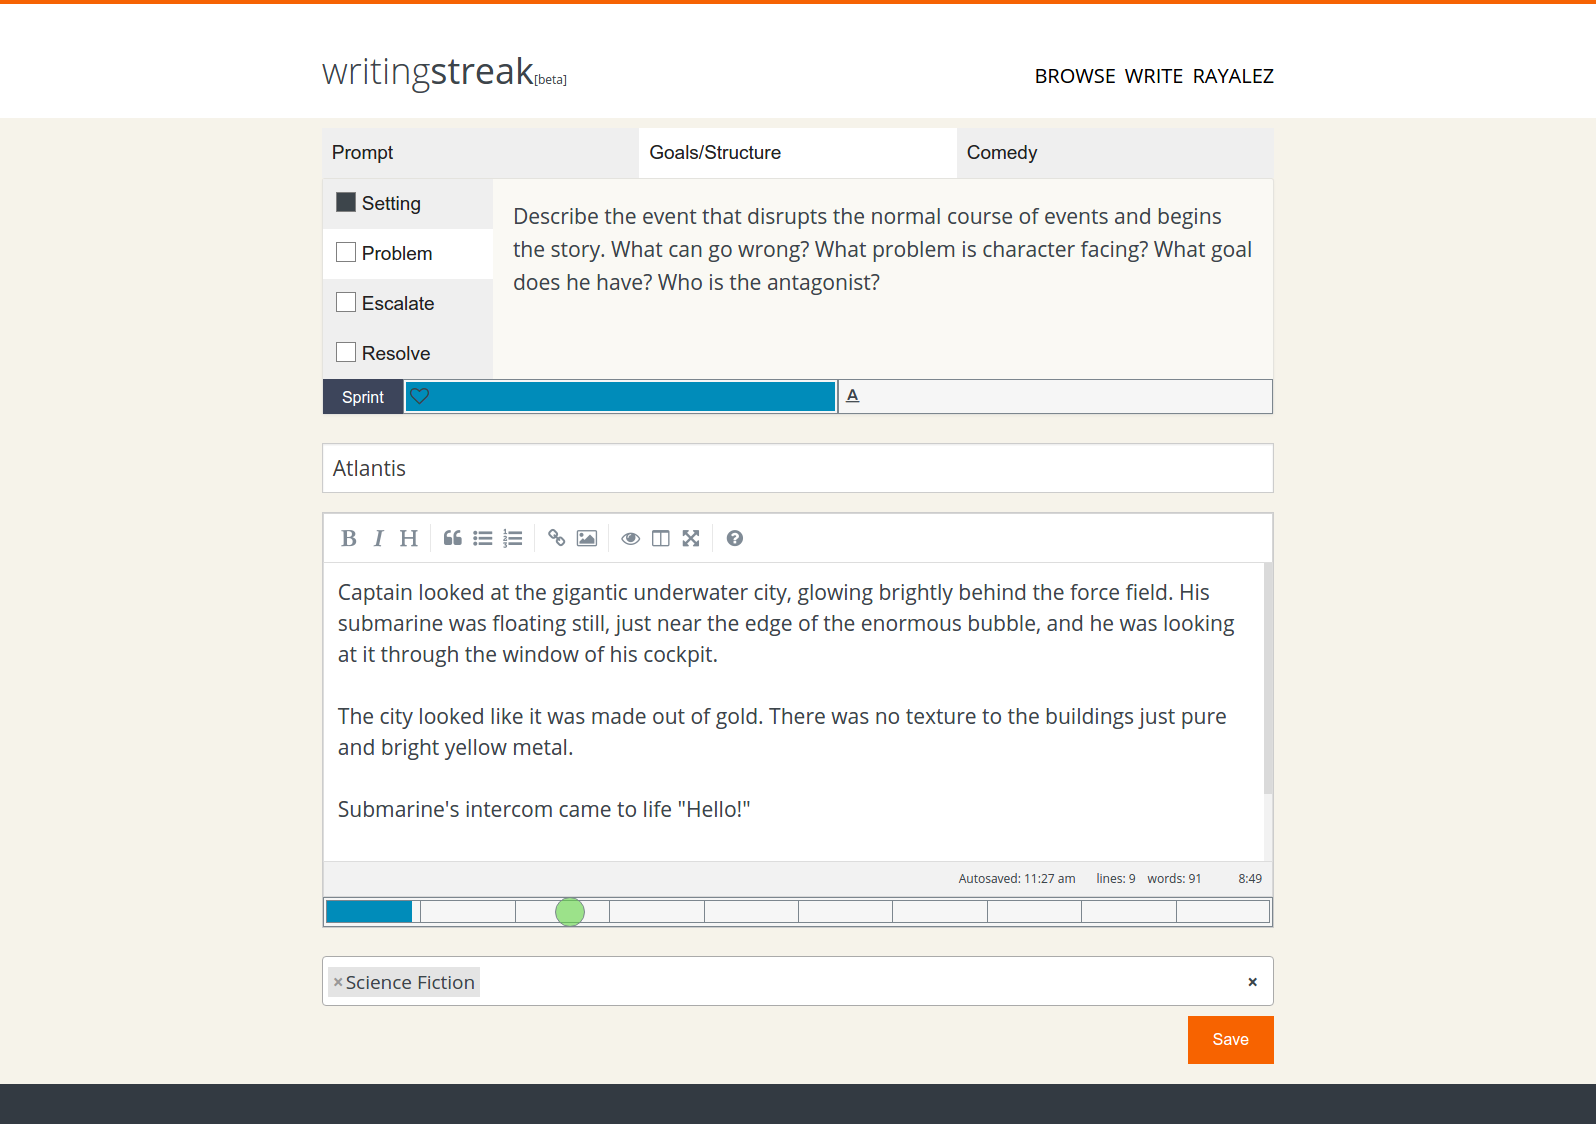 writingstreak[beta]
BROWSE WRITE RAYALEZ
Prompt
Goals/Structure
Comedy
Setting
Problem
Escalate
Resolve
Describe the event that disrupts the normal course of events and begins
the story. What can go wrong? What problem is character facing? What goal
does he have? Who is the antagonist?
Sprint
A
Atlantis
B I H
Captain looked at the gigantic underwater city, glowing brightly behind the force field. His
submarine was floating still, just near the edge of the enormous bubble, and he was looking
at it through the window of his cockpit.
The city looked like it was made out of gold. There was no texture to the buildings just pure
and bright yellow metal.
Submarine's intercom came to life "Hello!"
Autosaved: 11:27 am lines: 9 words: 91 8:49
×Science Fiction ×
Save